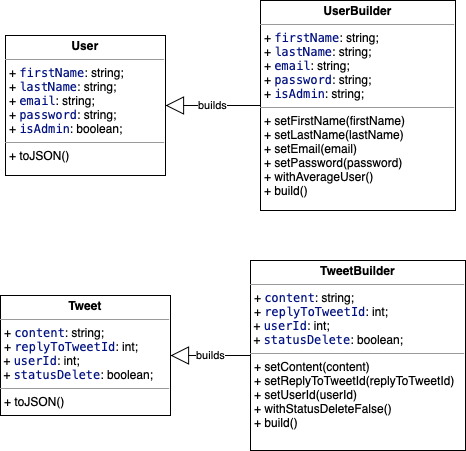 User
+ firstName: string;
+ lastName: string;
+ email: string;
+ password: string;
+ isAdmin: boolean;
+ toJSON()
builds
UserBuilder
+ firstName: string;
+ lastName: string;
+ email: string;
+ password: string;
+ isAdmin: string;
+ setFirstName(firstName)
+ setLastName(lastName)
+ setEmail(email)
+ setPassword(password)
+ withAverageUser()
+ build()
Tweet
+ content: string;
+ replyToTweetId: int;
+ userId: int;
+ statusDelete: boolean;
+ toJSON()
builds
TweetBuilder
+ content: string;
+ replyToTweetId: int;
+ userId: int;
+ statusDelete: boolean;
+ setContent(content)
+ setReplyToTweetId(replyToTweetId)
+ setUserId(userId)
+ withStatusDeleteFalse()
+ build()